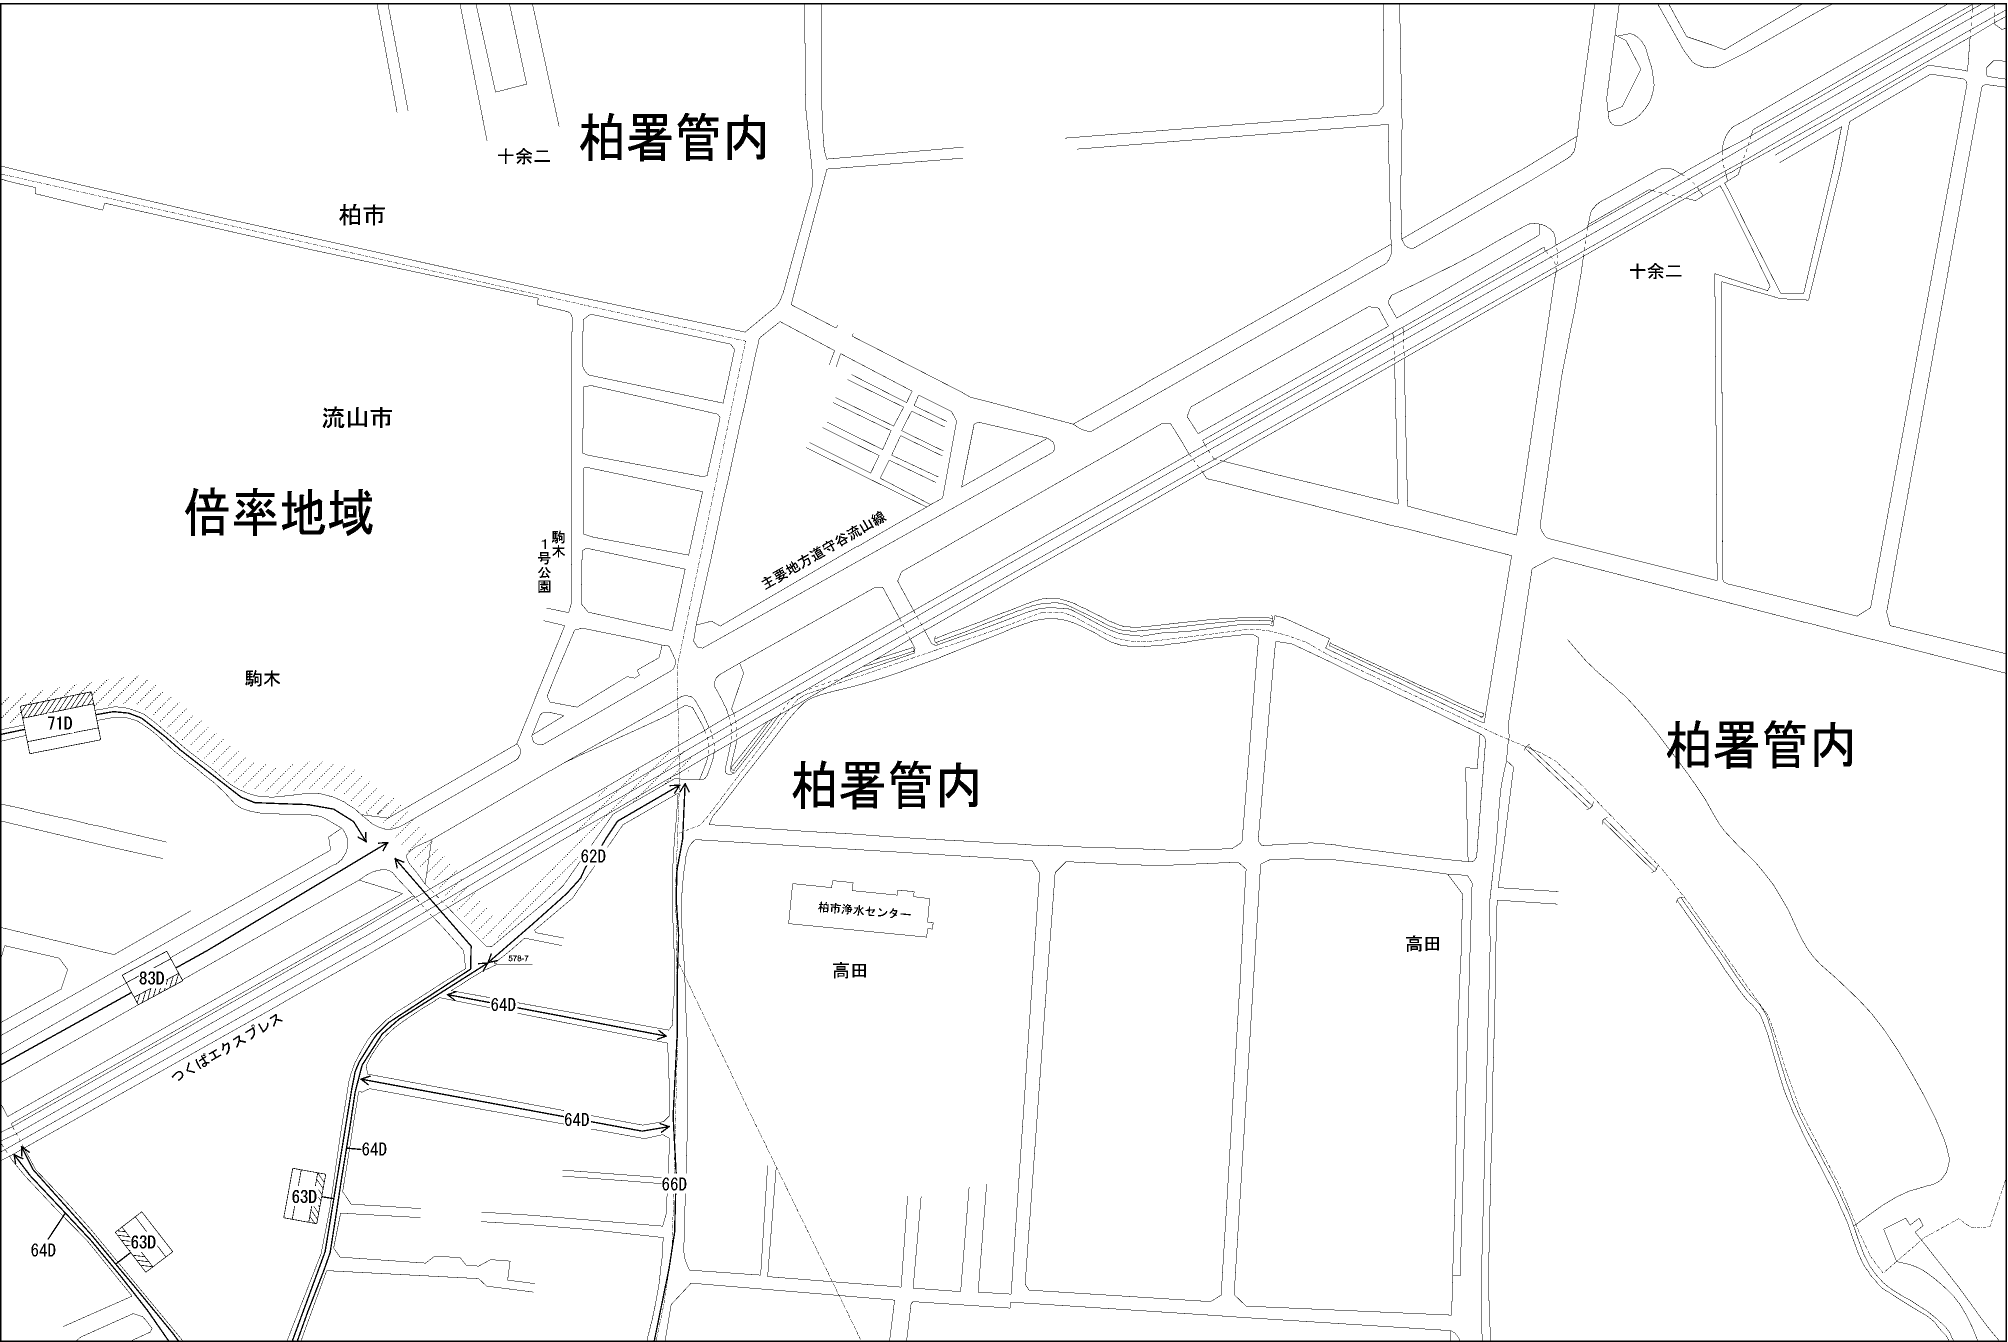 柏署管内
十余二
柏市
十余二
流山市
倍率地域
主要地方道守谷流山線
駒木
1号公園
駒木
71D
柏署管内
柏署管内
62D
柏市浄水センター
高田
高田
578-7
83D
64D
つくばエクスプレス
64D
64D
63D
66D
63D
64D